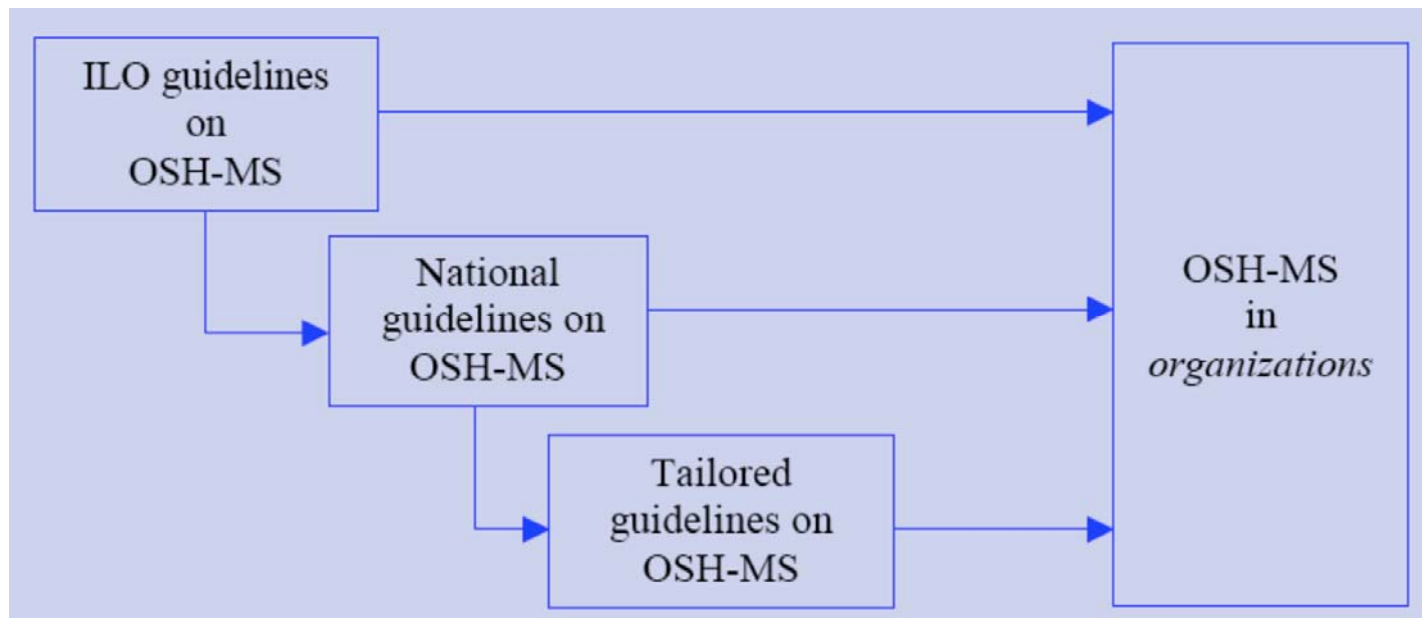 ILO guidelines
on
OSH-MS
National
guidelines on
OSH-MS
Tailored
guidelines on
OSH-MS
OSH-MS
in
organizations